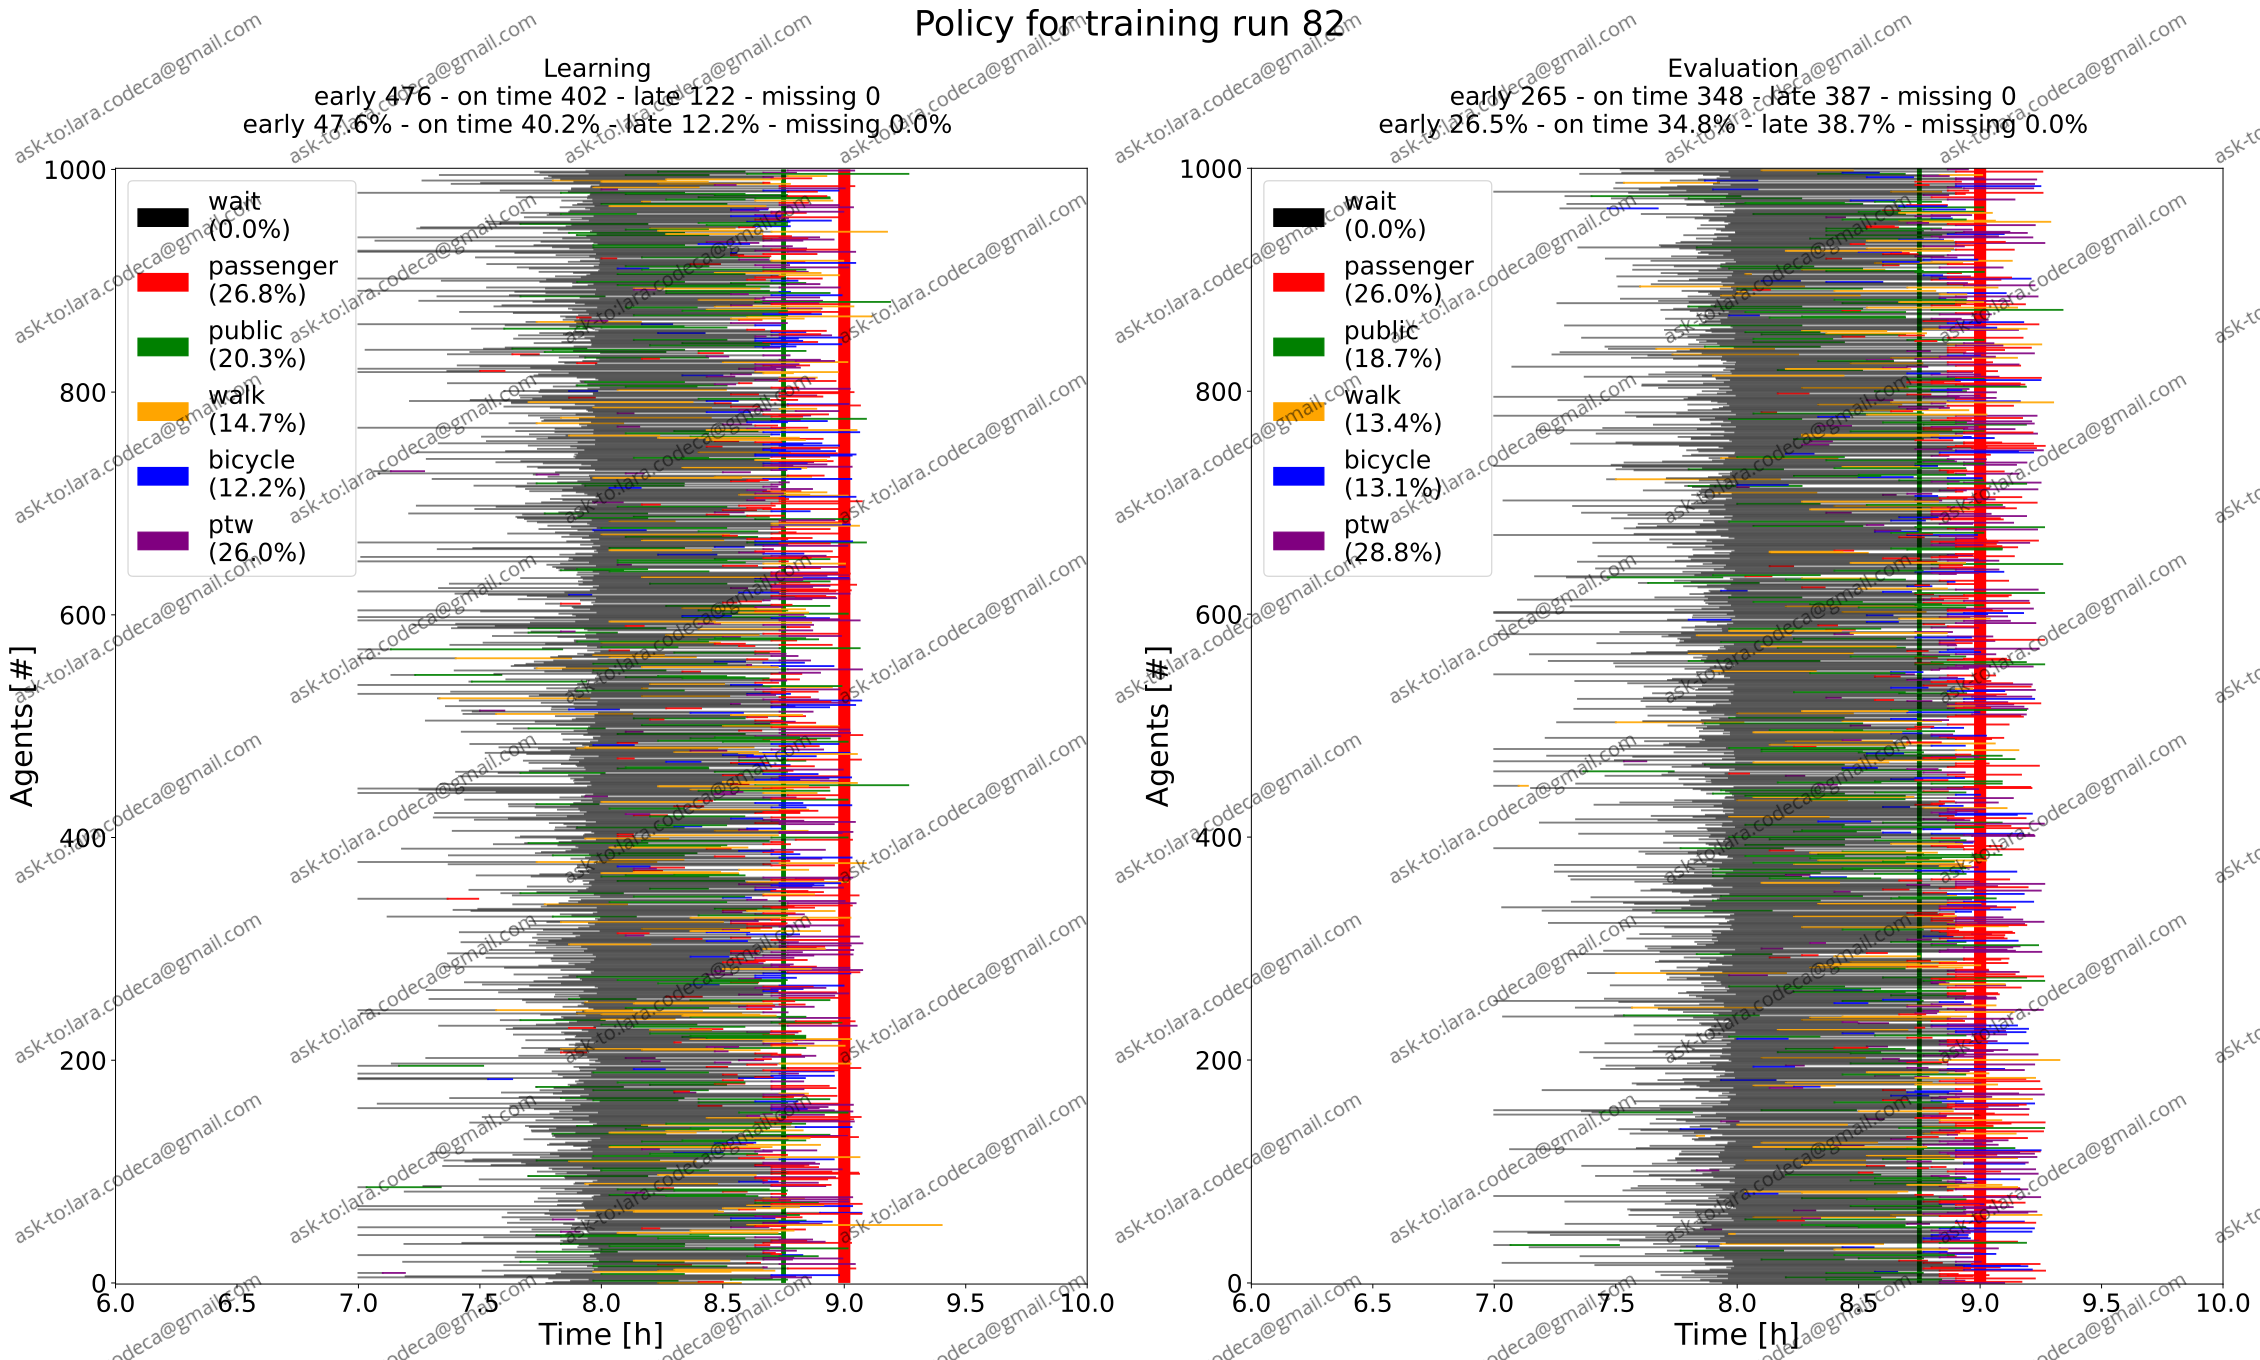 Policy for training run 82
Learning
early 476 - on time 402 - late 122 - missing 0
early 47.6% - on time 40.2% - late 12.2% - missing 0.0%
1000
800
600
400
200
0
Agents [#]
wait
(0.0%)
passenger
(26.8%)
public
(20.3%)
walk
(14.7%)
bicycle
(12.2%)
ptw
(26.0%)
6.0 6.5 7.0 7.5 8.0 8.5 9.0 9.5 10.0
Time [h]
Evaluation
early 265 - on time 348 - late 387 - missing 0
early 26.5% - on time 34.8% - late 38.7% - missing 0.0%
1000
800
600
400
200
0
Agents [#]
wait
(0.0%)
passenger
(26.0%)
public
(18.7%)
walk
(13.4%)
bicycle
(13.1%)
ptw
(28.8%)
6.0 6.5 7.0 7.5 8.0 8.5 9.0 9.5 10.0
Time [h]
ask-to:lara.codeca@gmail.com